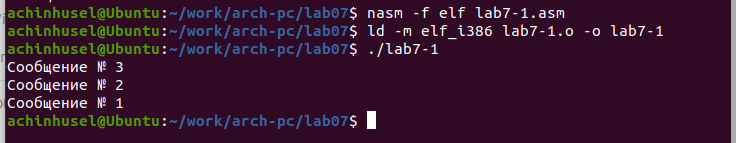 achinhusel@Ubuntu:~/work/arch-pc/lab07$ nasm -f elf lab7-1.asm
achinhusel@Ubuntu:~/work/arch-pc/lab07$ ld -m elf_i386 lab7-1.o -o lab7-1
achinhusel@Ubuntu:~/work/arch-pc/lab07$ ./lab7-1
Сообщение № 3
Сообщение № 2
Сообщение № 1
achinhusel@Ubuntu:~/work/arch-pc/lab07$